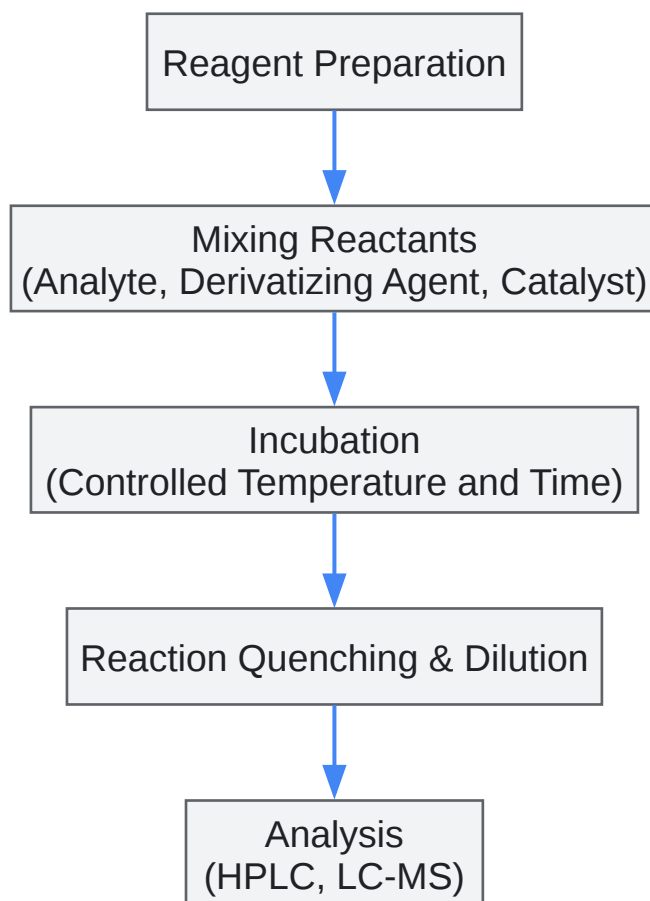 Reagent Preparation
Mixing Reactants
(Analyte, Derivatizing Agent, Catalyst)
Incubation
(Controlled Temperature and Time)
Reaction Quenching & Dilution
Analysis
(HPLC, LC-MS)